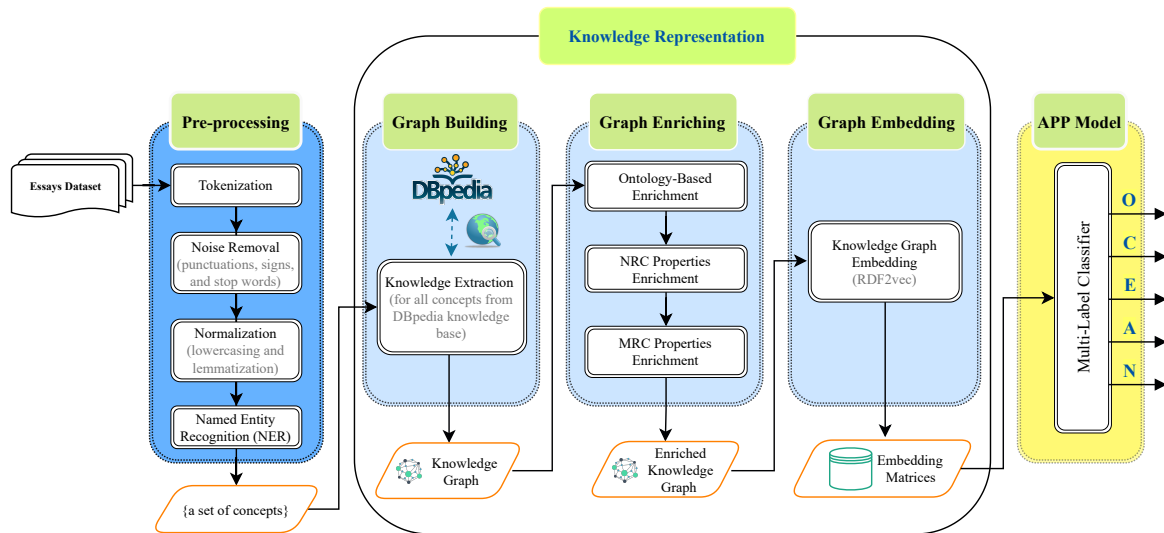 Knowledge Representation
Pre-processing
Graph Building
Graph Enriching
Graph Embedding
APP Model
Essays Dataset
Tokenization
Noise Removal
(punctuations, signs,
and stop words)
Normalization
(lowercasing and
lemmatization)
Named Entity
Recognition (NER)
{a set of concepts}
DBpedia
Knowledge Extraction
(for all concepts from
DBpedia knowledge
base)
Knowledge
Graph
Ontology-Based
Enrichment
NRC Properties
Enrichment
MRC Properties
Enrichment
Enriched
Knowledge
Graph
Knowledge Graph
Embedding
(RDF2vec)
Embedding
Matrices
Multi-Label Classifier
O
C
E
A
N